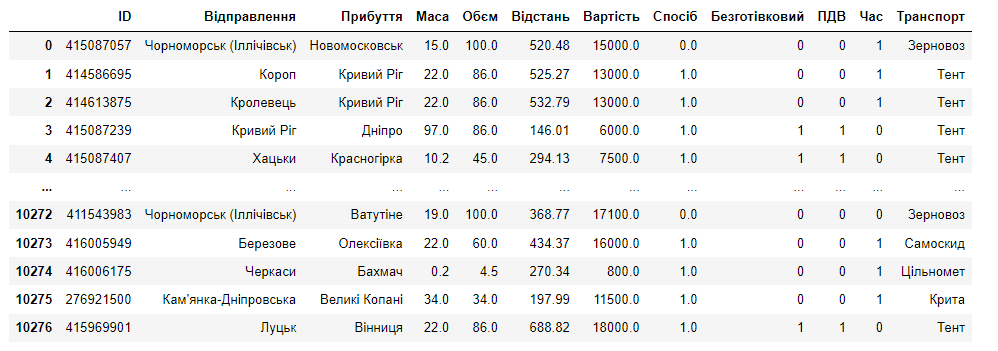 ID Відправлення Прибуття Маса Обєм Відстань Вартість Спосіб Безготівковий ПДВ Час Транспорт
0 415087057 Чорноморськ (Іллічівськ) Новомосковськ 15.0 100.0 520.48 15000.0 0.0 0 0 1 Зерновоз
1 414586695 Короп Кривий Ріг 22.0 86.0 525.27 13000.0 1.0 0 0 1 Тент
2 414613875 Кролевець Кривий Ріг 22.0 86.0 532.79 13000.0 1.0 0 0 1 Тент
3 415087239 Кривий Ріг Дніпро 97.0 86.0 146.01 6000.0 1.0 1 1 0 Тент
4 415087407 Хацьки Красногірка 10.2 45.0 294.13 7500.0 1.0 1 1 0 Тент
... ... ... ... ... ... ... ... ... ... ... ... ...
10272 411543983 Чорноморськ (Іллічівськ) Ватутіне 19.0 100.0 368.77 17100.0 0.0 0 0 0 Зерновоз
10273 416005949 Березове Олексіївка 22.0 60.0 434.37 16000.0 1.0 0 0 1 Самоскид
10274 416006175 Черкаси Бахмач 0.2 4.5 270.34 800.0 1.0 0 0 1 Цільномет
10275 276921500 Кам'янка-Дніпровська Великі Копані 34.0 34.0 197.99 11500.0 1.0 0 0 1 Крита
10276 415969901 Луцьк Вінниця 22.0 86.0 688.82 18000.0 1.0 1 1 0 Тент